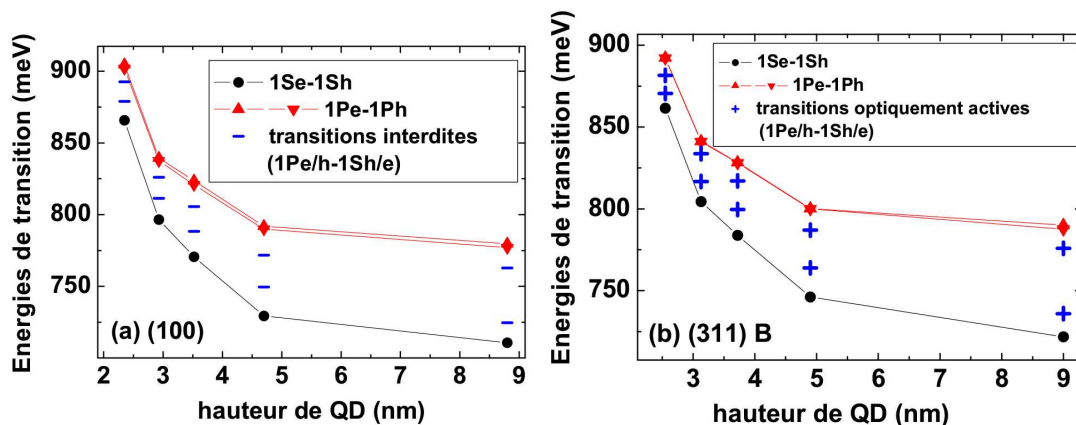 Energies de transition (meV)
900
850
800
750
1Se-1Sh
1Pe-1Ph
transitions interdites
(1Pe/h-1Sh/e)
(a) (100)
2 3 4 5 6 7 8 9
hauteur de QD (nm)
Energies de transition (meV)
900
850
800
750
1Se-1Sh
1Pe-1Ph
transitions optiquement actives
(1Pe/h-1Sh/e)
(b) (311) B
3 4 5 6 7 8 9
hauteur de QD (nm)